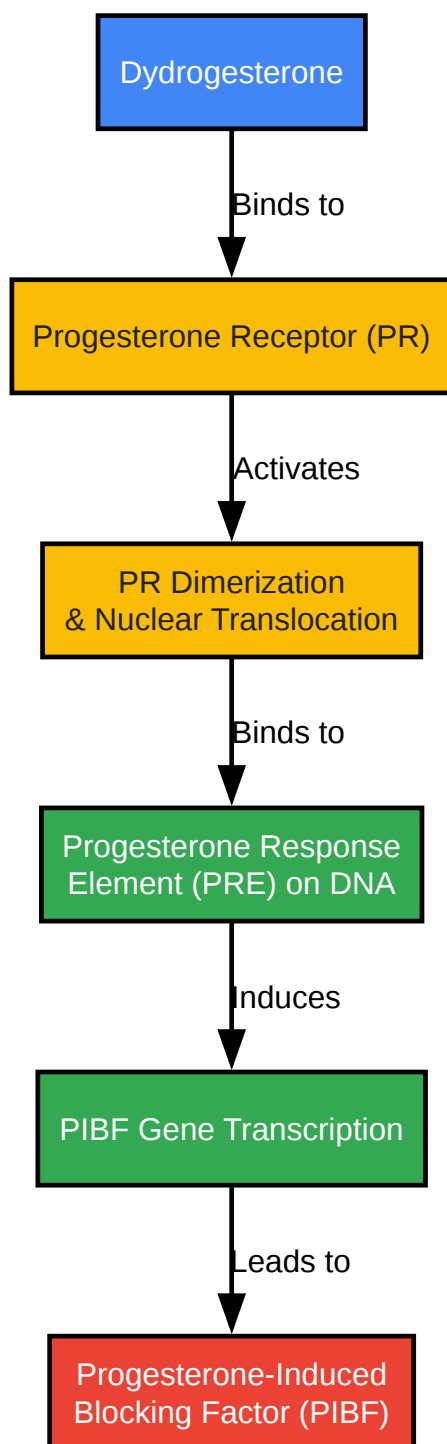 Dydrogesterone
Binds to
Progesterone Receptor (PR)
Activates
PR Dimerization
& Nuclear Translocation
Binds to
Progesterone Response
Element (PRE) on DNA
Induces
PIBF Gene Transcription
Leads to
Progesterone-Induced
Blocking Factor (PIBF)